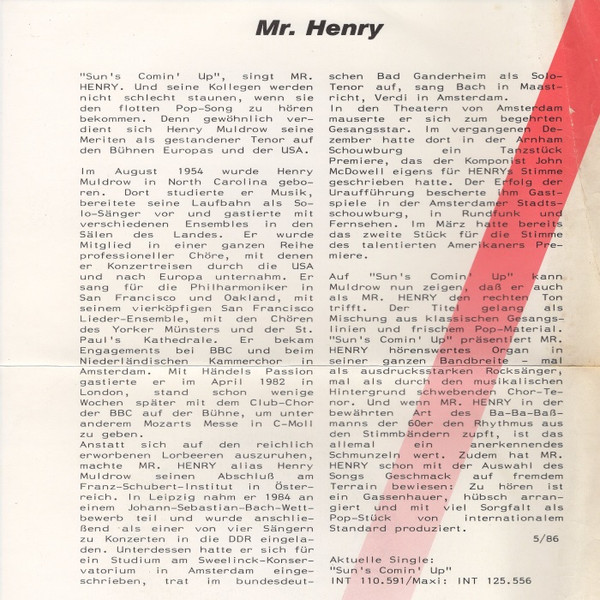 Mr. Henry
"Sun's Comin' Up", singt MR.
HENRY. Und seine Kollegen werden
nicht schlecht staunen, wenn sie
den flotten Pop-Song zu hören
bekommen. Denn gewöhnlich ver-
dient sich Henry Muldrow seine
Meriten als gestandener Tenor auf
den Bühnen Europas und der USA.
Im August 1954 wurde Henry
Muldrow in North Carolina gebo-
ren. Dort studierte er Musik,
bereitete seine Laufbahn als So-
lo-Sänger vor und gastierte mit
verschiedenen Ensembles in den
Sälen des Landes. Er wurde
Mitglied in einer ganzen Reihe
professioneller Chöre, mit denen
er Konzertreisen durch die USA
und nach Europa unternahm. Er
sang für die Philharmoniker in
San Francisco und Oakland, mit
seinem vierköpfigen San Francisco
Lieder-Ensemble, mit den Chören
des Yorker Münsters und der St.
Paul's Kathedrale. Er bekam
Engagements bei BBC und beim
Niederländischen Kammerchor in
Amsterdam. Mit Händels Passion
gastierte er im April 1982 in
London, stand schon wenige
Wochen später mit dem Club-Chor
der BBC auf der Bühne, um unter
anderem Mozarts Messe in C-Moll
zu geben.
Anstatt sich auf den reichlich
erworbenen Lorbeeren auszuruhen,
machte MR. HENRY alias Henry
Muldrow seinen Abschluß am
Franz-Schubert-Institut in Öster-
reich. In Leipzig nahm er 1984 an
einem Johann-Sebastian-Bach-Wett-
bewerb teil und wurde anschlie-
ßend als einer von vier Sängern
zu Konzerten in die DDR eingela-
den. Unterdessen hatte er sich für
ein Studium am Sweelinck-Konser-
vatorium in Amsterdam einge-
schrieben, trat im bundesdeut-
schen Bad Ganderheim als Solo-
Tenor auf, sang Bach in Maast-
richt, Verdi in Amsterdam.
In den Theatern von Amsterdam
mauserte er sich zum begehrten
Gesangsstar. Im vergangenen De-
zember hatte dort in der Arnham
Schouwburg ein Tanzstück
Premiere, das der Komponist John
McDowell eigens für HENRYs Stimme
geschrieben hatte. Der Erfolg der
Uraufführung bescherte ihm Gast-
spiele in der Amsterdamer Stadts-
schouwburg, in Rundfunk und
Fernsehen. Im März hatte bereits
das zweite Stück für die Stimme
des talentierten Amerikaners Pre-
miere.
Auf "Sun's Comin' Up" kann
Muldrow nun zeigen, daß er auch
als MR. HENRY den rechten Ton
trifft. Der Titel gelang als
Mischung aus klassischen Gesangs-
linien und frischem Pop-Material.
"Sun's Comin' Up" präsentiert MR.
HENRY hörenswertes Organ in
seiner ganzen Bandbreite - mal
als ausdrucksstarken Rocksänger,
mal als durch den musikalischen
Hintergrund schwebenden Chor-Te-
nor. Und wenn MR. HENRY in der
bewährten Art des Ba-Ba-Baß-
manns der 60er den Rhythmus aus
den Stimmbändern zupft, ist das
allemal ein anerkennendes
Schmunzeln wert. Zudem hat MR.
HENRY schon mit der Auswahl des
Songs Geschmack auf fremdem
Terrain bewiesen: Zu hören ist
ein Gassenhauer, hübsch arran-
giert und mit viel Sorgfalt als
Pop-Stück von internationalem
Standard produziert.
5/86
Aktuelle Single:
"Sun's Comin' Up"
INT 110.591/Maxi: INT 125.556